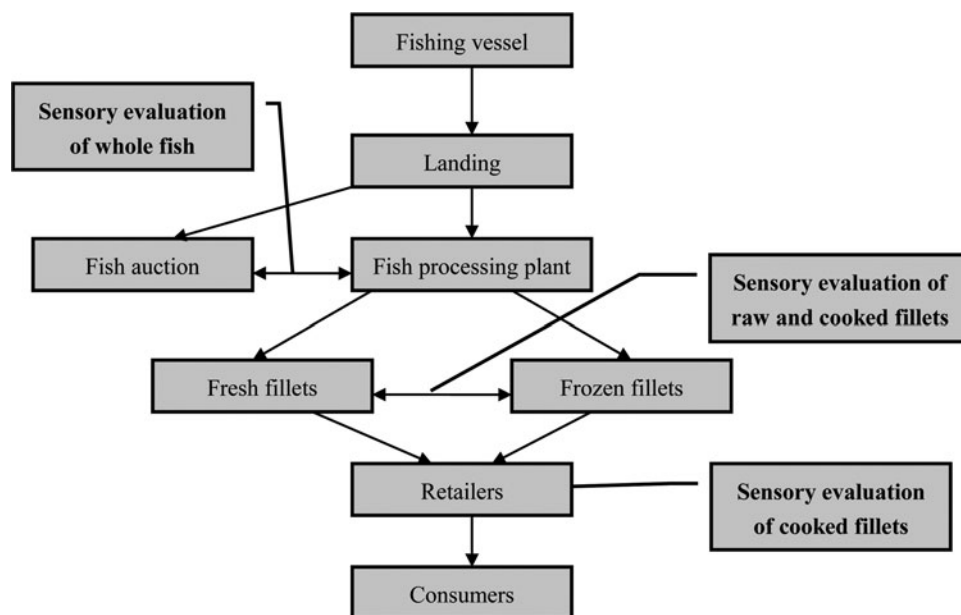 Fishing vessel
Sensory evaluation
of whole fish
Landing
Fish auction
Fish processing plant
Sensory evaluation of
raw and cooked fillets
Fresh fillets
Frozen fillets
Retailers
Sensory evaluation
of cooked fillets
Consumers